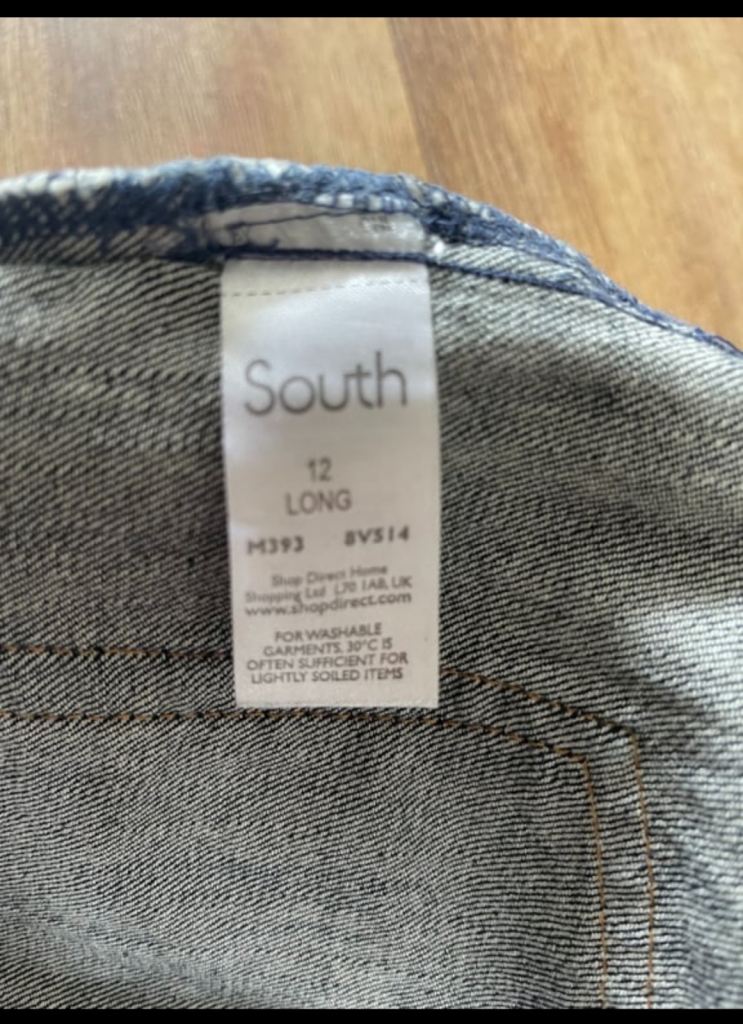 South
12
LONG
M393 8V514
Shop Direct Home
Shopping Ltd L70 1AB, UK
www.shopdirect.com
FOR WASHABLE
GARMENTS, 30°C IS
OFTEN SUFFICIENT FOR
LIGHTLY SOILED ITEMS